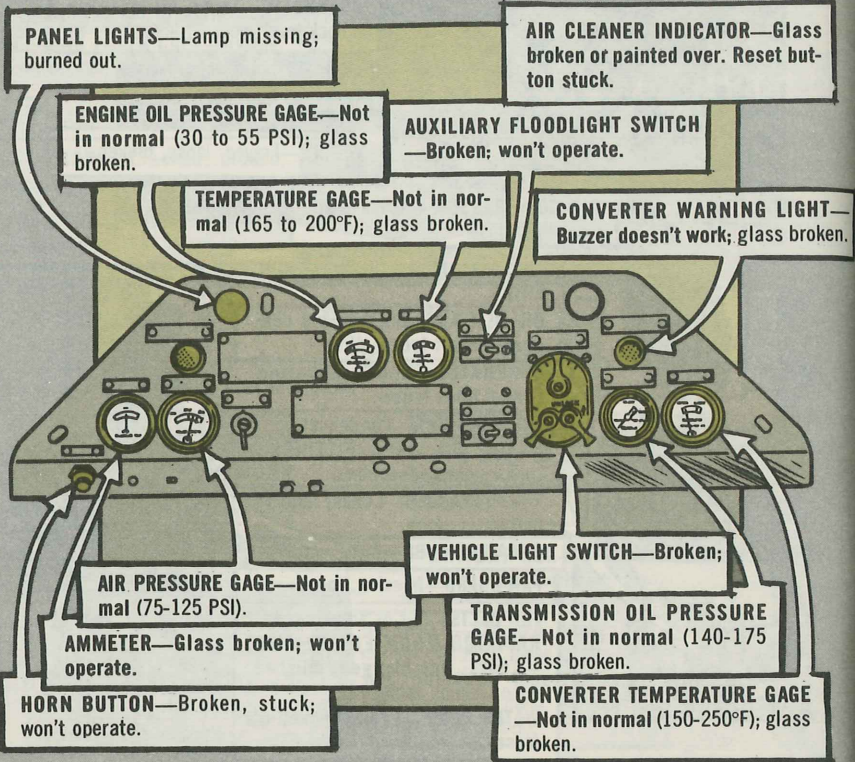 PANEL LIGHTS—Lamp missing;
burned out.
AIR CLEANER INDICATOR—Glass
broken or painted over. Reset but-
ton stuck.
ENGINE OIL PRESSURE GAGE—Not
in normal (30 to 55 PSI); glass
broken.
AUXILIARY FLOODLIGHT SWITCH
—Broken; won't operate.
TEMPERATURE GAGE—Not in nor-
mal (165 to 200°F); glass broken.
CONVERTER WARNING LIGHT—
Buzzer doesn't work; glass broken.
VEHICLE LIGHT SWITCH—Broken;
won't operate.
AIR PRESSURE GAGE—Not in nor-
mal (75-125 PSI).
TRANSMISSION OIL PRESSURE
GAGE—Not in normal (140-175
PSI); glass broken.
AMMETER—Glass broken; won't
operate.
CONVERTER TEMPERATURE GAGE
—Not in normal (150-250°F); glass
broken.
HORN BUTTON—Broken, stuck;
won't operate.